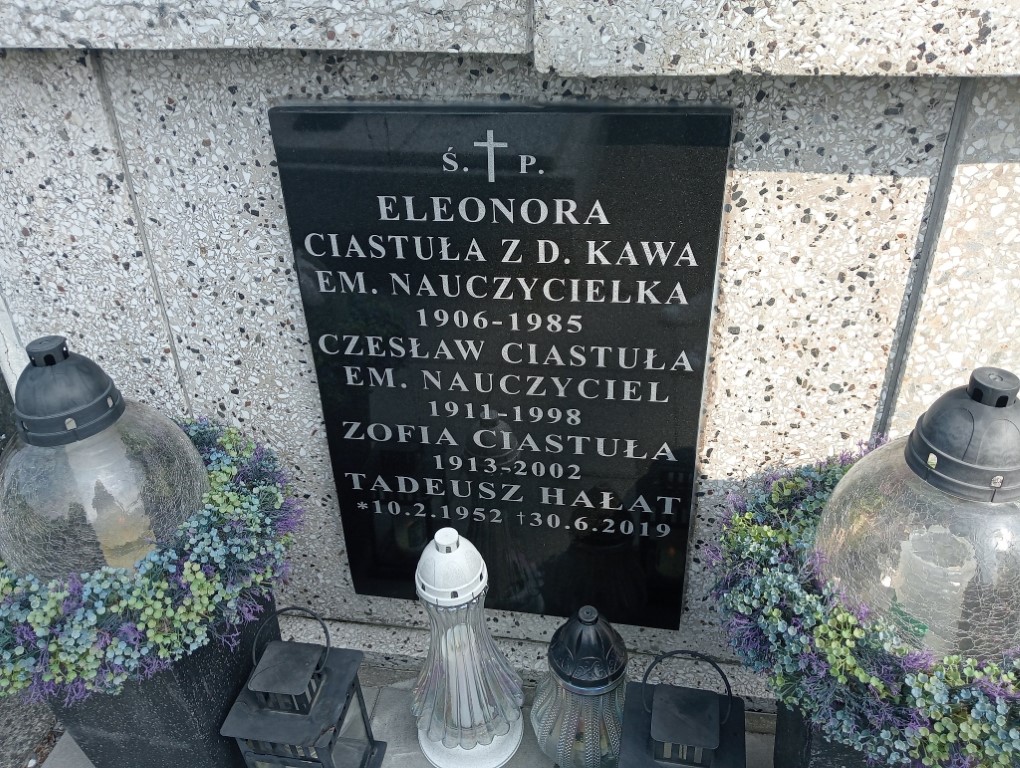 Ś. P.
ELEONORA
CIASTUŁA Z D. KAWA
EM. NAUCZYCIELKA
1906-1985
CZESŁAW CIASTUŁA
EM. NAUCZYCIEL
1911-1998
ZOFIA CIASTUŁA
1913-2002
TADEUSZ HAŁAT
*10.2.1952 †30.6.2019